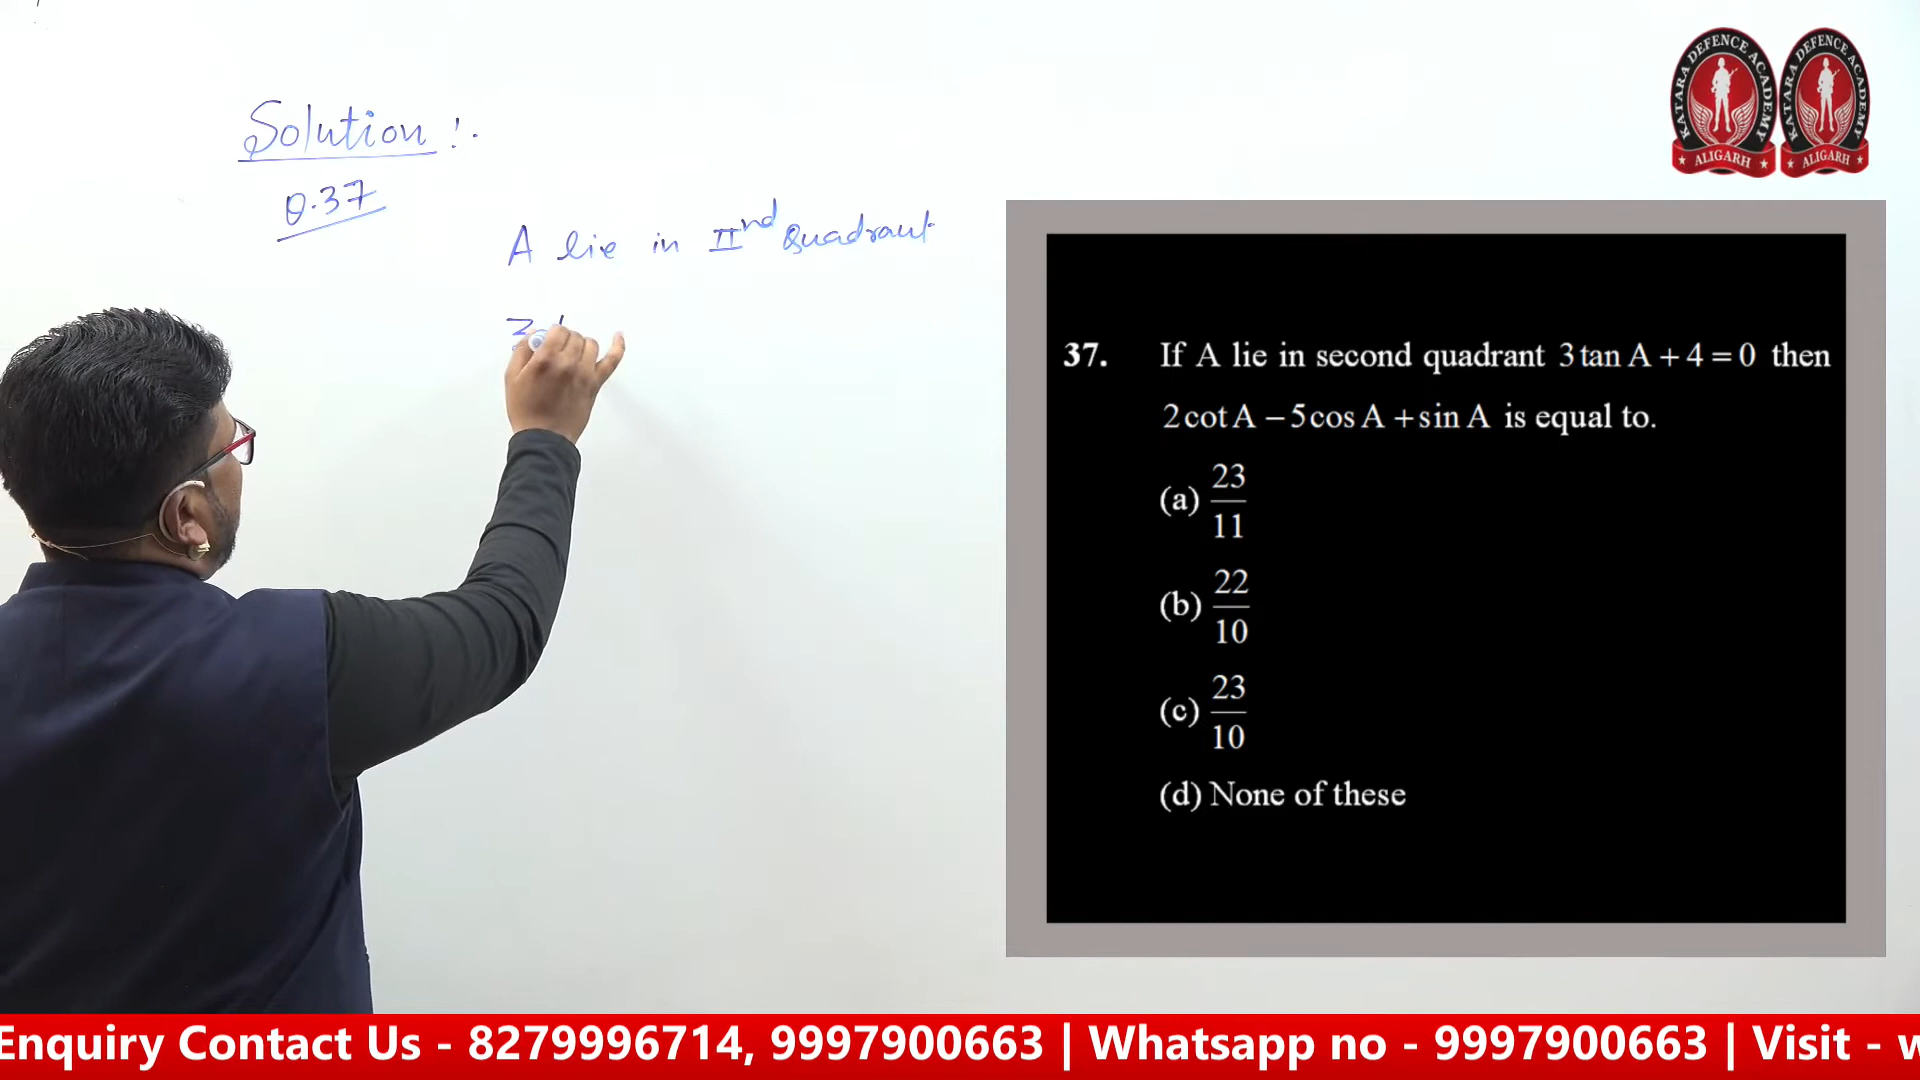 Solution :-
Q.37
A lie in IInd Quadrant
3
KATARA DEFENCE ACADEMY
ALIGARH
KATARA DEFENCE ACADEMY
ALIGARH
37. If A lie in second quadrant 3 tan A + 4 = 0 then
2 cot A − 5 cos A + sin A is equal to.
(a) 23/11
(b) 22/10
(c) 23/10
(d) None of these
Enquiry Contact Us - 8279996714, 9997900663 | Whatsapp no - 9997900663 | Visit -